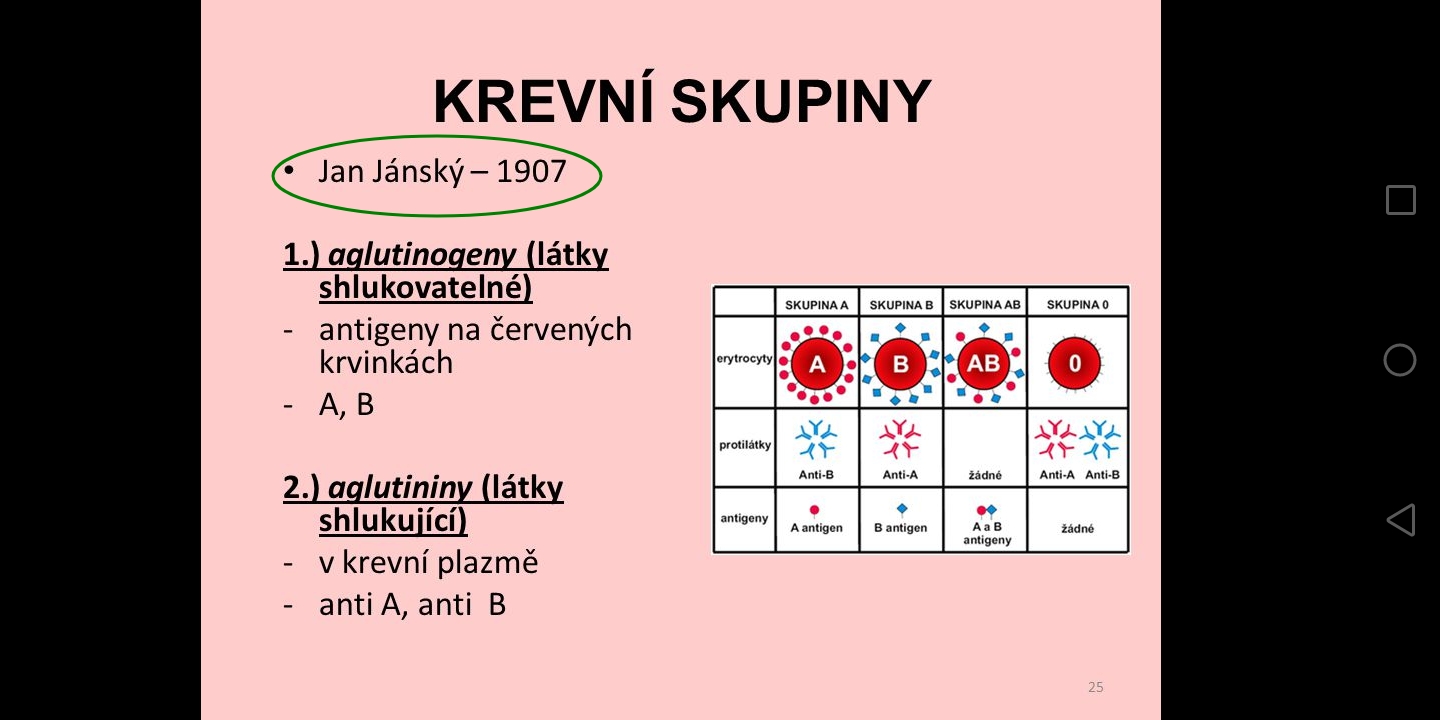 KREVNÍ SKUPINY
• Jan Jánský – 1907
1.) aglutinogeny (látky
shlukovatelné)
- antigeny na červených
krvinkách
- A, B
2.) aglutininy (látky
shlukující)
- v krevní plazmě
- anti A, anti  B
SKUPINA A SKUPINA B SKUPINA AB SKUPINA 0
erytrocyty A B AB 0
protilátky
Anti-B Anti-A žádné Anti-A Anti-B
antigeny A antigen B antigen A a B
antigeny žádné
25